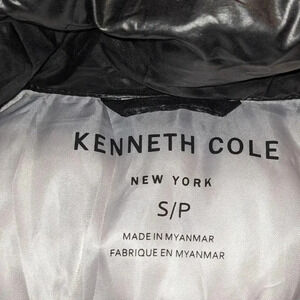 KENNETH COLE
NEW YORK
S/P
MADE IN MYANMAR
FABRIQUE EN MYANMAR